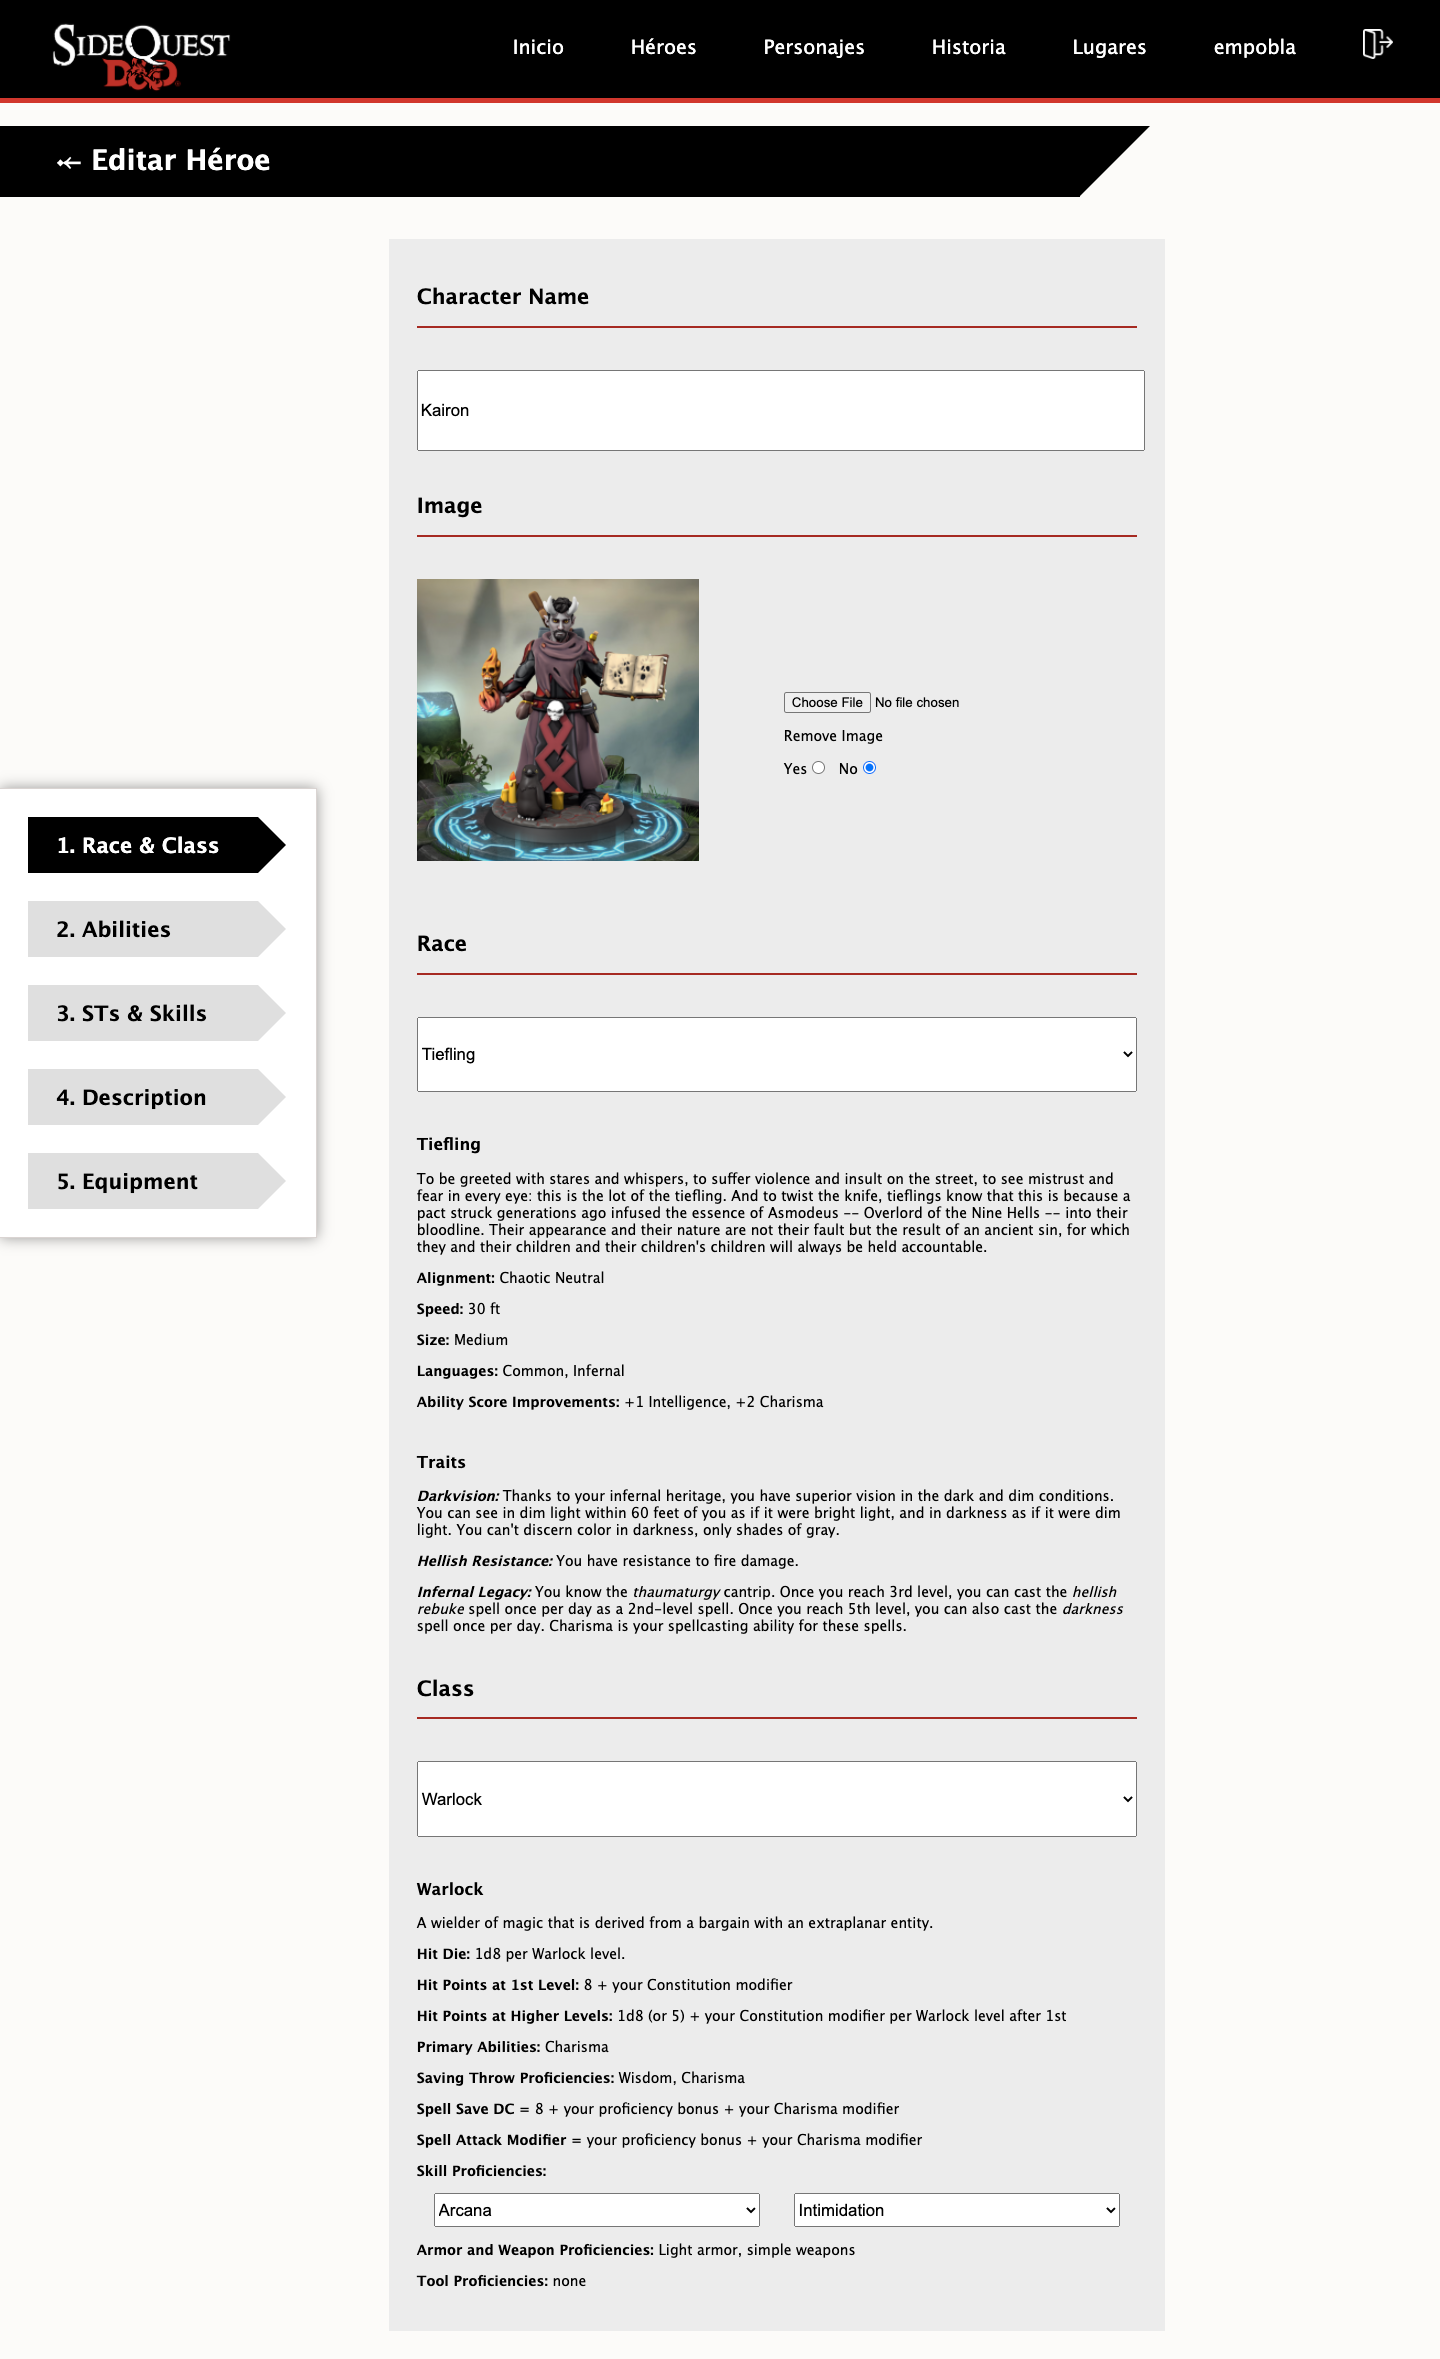 SIDEQUEST
D&D
Inicio
Héroes
Personajes
Historia
Lugares
empobla
Editar Héroe
Character Name
Kairon
Image
Choose File No file chosen
Remove Image
Yes No
1. Race & Class
2. Abilities
3. STs & Skills
4. Description
5. Equipment
Race
Tiefling
Tiefling
To be greeted with stares and whispers, to suffer violence and insult on the street, to see mistrust and
fear in every eye: this is the lot of the tiefling. And to twist the knife, tieflings know that this is because a
pact struck generations ago infused the essence of Asmodeus -- Overlord of the Nine Hells -- into their
bloodline. Their appearance and their nature are not their fault but the result of an ancient sin, for which
they and their children and their children's children will always be held accountable.
Alignment: Chaotic Neutral
Speed: 30 ft
Size: Medium
Languages: Common, Infernal
Ability Score Improvements: +1 Intelligence, +2 Charisma
Traits
Darkvision: Thanks to your infernal heritage, you have superior vision in the dark and dim conditions.
You can see in dim light within 60 feet of you as if it were bright light, and in darkness as if it were dim
light. You can't discern color in darkness, only shades of gray.
Hellish Resistance: You have resistance to fire damage.
Infernal Legacy: You know the thaumaturgy cantrip. Once you reach 3rd level, you can cast the hellish
rebuke spell once per day as a 2nd-level spell. Once you reach 5th level, you can also cast the darkness
spell once per day. Charisma is your spellcasting ability for these spells.
Class
Warlock
Warlock
A wielder of magic that is derived from a bargain with an extraplanar entity.
Hit Die: 1d8 per Warlock level.
Hit Points at 1st Level: 8 + your Constitution modifier
Hit Points at Higher Levels: 1d8 (or 5) + your Constitution modifier per Warlock level after 1st
Primary Abilities: Charisma
Saving Throw Proficiencies: Wisdom, Charisma
Spell Save DC = 8 + your proficiency bonus + your Charisma modifier
Spell Attack Modifier = your proficiency bonus + your Charisma modifier
Skill Proficiencies:
Arcana
Intimidation
Armor and Weapon Proficiencies: Light armor, simple weapons
Tool Proficiencies: none